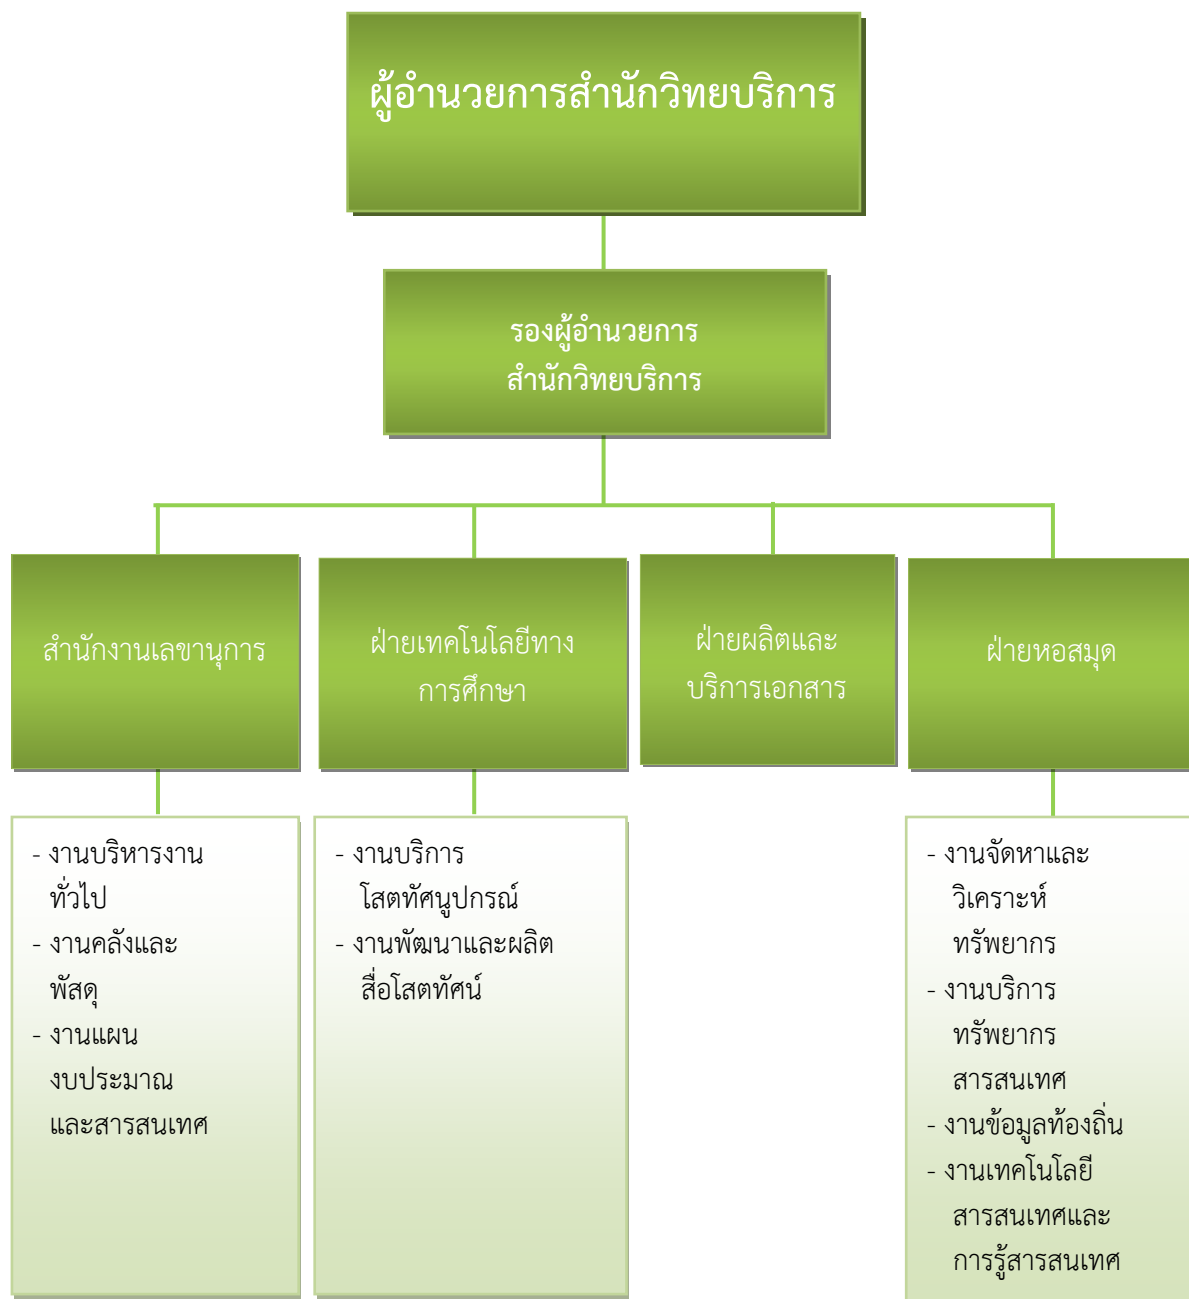 ผู้อำนวยการสำนักวิทยบริการ
รองผู้อำนวยการ
สำนักวิทยบริการ
สำนักงานเลขานุการ
ฝ่ายเทคโนโลยีทาง
การศึกษา
ฝ่ายผลิตและ
บริการเอกสาร
ฝ่ายหอสมุด
- งานบริหารงาน
ทั่วไป
- งานคลังและ
พัสดุ
- งานแผน
งบประมาณ
และสารสนเทศ
- งานบริการ
โสตทัศนูปกรณ์
- งานพัฒนาและผลิต
สื่อโสตทัศน์
- งานจัดหาและ
วิเคราะห์
ทรัพยากร
- งานบริการ
ทรัพยากร
สารสนเทศ
- งานข้อมูลท้องถิ่น
- งานเทคโนโลยี
สารสนเทศและ
การรู้สารสนเทศ